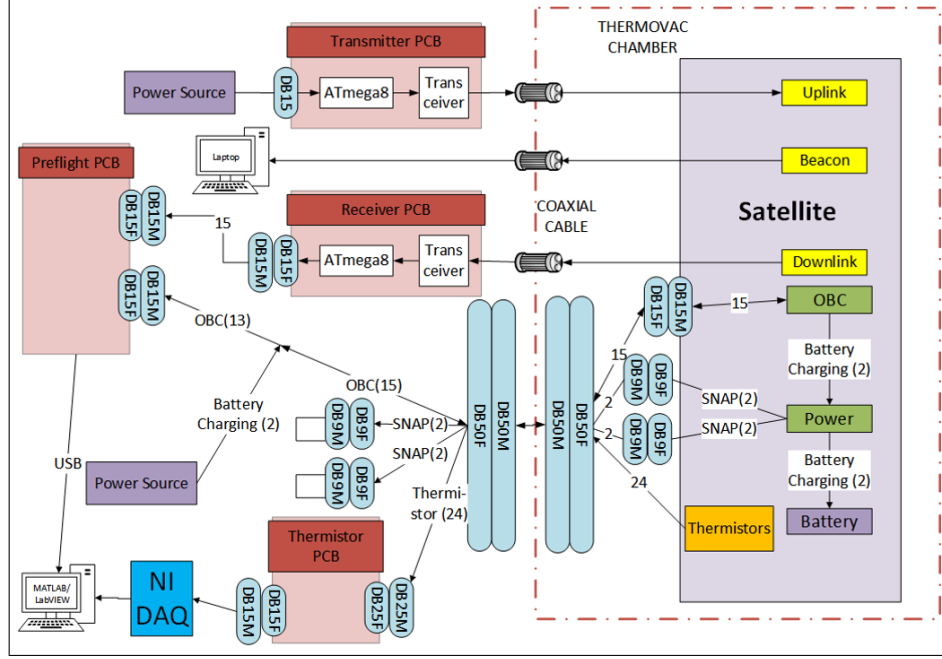 Transmitter PCB
THERMOVAC
CHAMBER
Power Source
DB15
ATmega8
Trans
ceiver
Uplink
Preflight PCB
Laptop
Beacon
DB15F
DB15M
15
Receiver PCB
COAXIAL
CABLE
Satellite
DB15M
DB15F
ATmega8
Trans
ceiver
Downlink
DB15F
DB15M
OBC(13)
DB15F
DB15M
15
OBC
15
Battery
Charging (2)
OBC(15)
DB50F
DB50M
DB50M
DB50F
2
DB9M
DB9F
SNAP(2)
Battery
Charging (2)
DB9M
DB9F
SNAP(2)
2
DB9M
DB9F
SNAP(2)
Power
USB
SNAP(2)
DB9M
DB9F
24
Battery
Charging (2)
Power Source
Thermi-
stor (24)
Thermistors
Battery
Thermistor
PCB
MATLAB/
LabVIEW
NI
DAQ
DB15M
DB15F
DB25F
DB25M